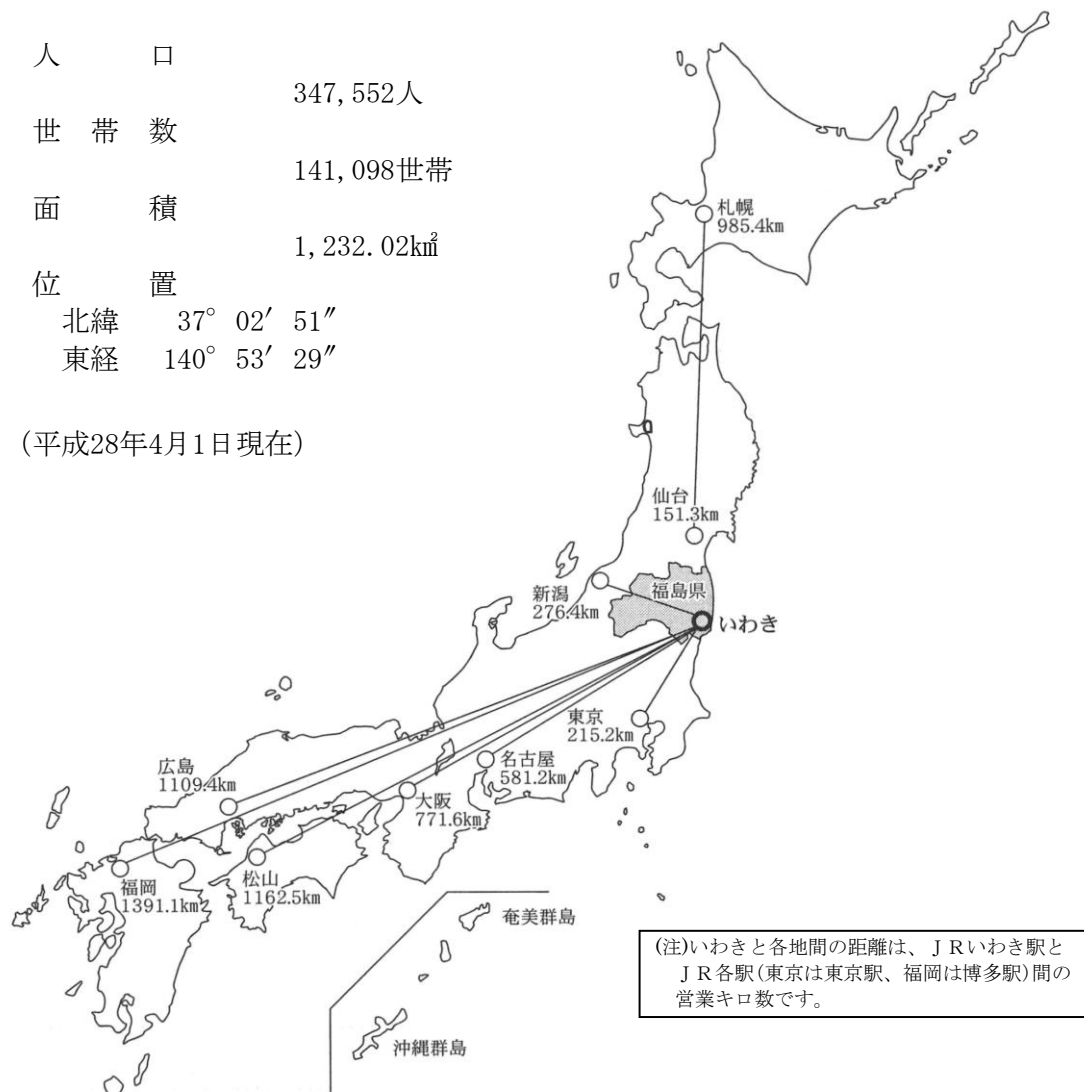 人　　　口
347,552人
世　帯　数
141,098世帯
面　　　積
1,232.02k㎡
位　　　置
北緯　37°02′51″
東経　140°53′29″
(平成28年4月1日現在)
札幌
985.4㎞
仙台
151.3㎞
新潟
276.4㎞
福島県
いわき
東京
215.2㎞
名古屋
581.2㎞
広島
1109.4㎞
大阪
771.6㎞
福岡
1391.1㎞
松山
1162.5㎞
奄美群島
沖縄群島
(注)いわきと各地間の距離は、ＪＲいわき駅と
ＪＲ各駅(東京は東京駅、福岡は博多駅)間の
営業キロ数です。